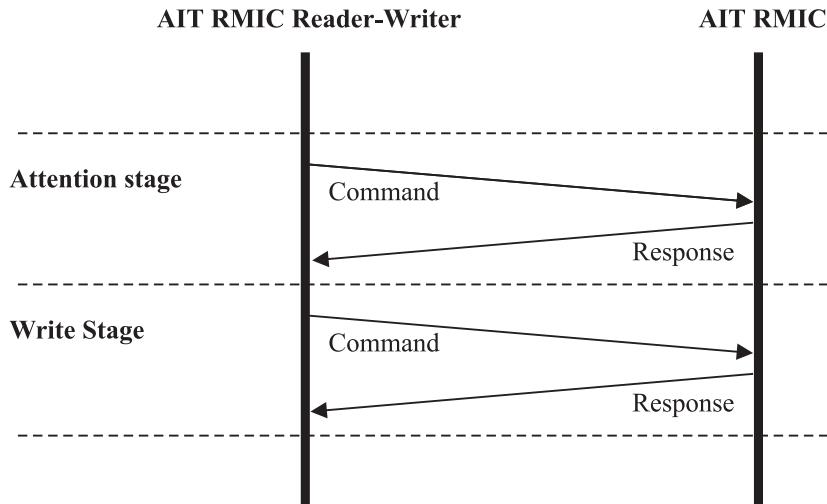 AIT RMIC Reader-Writer
AIT RMIC
Attention stage
Command
Response
Write Stage
Command
Response